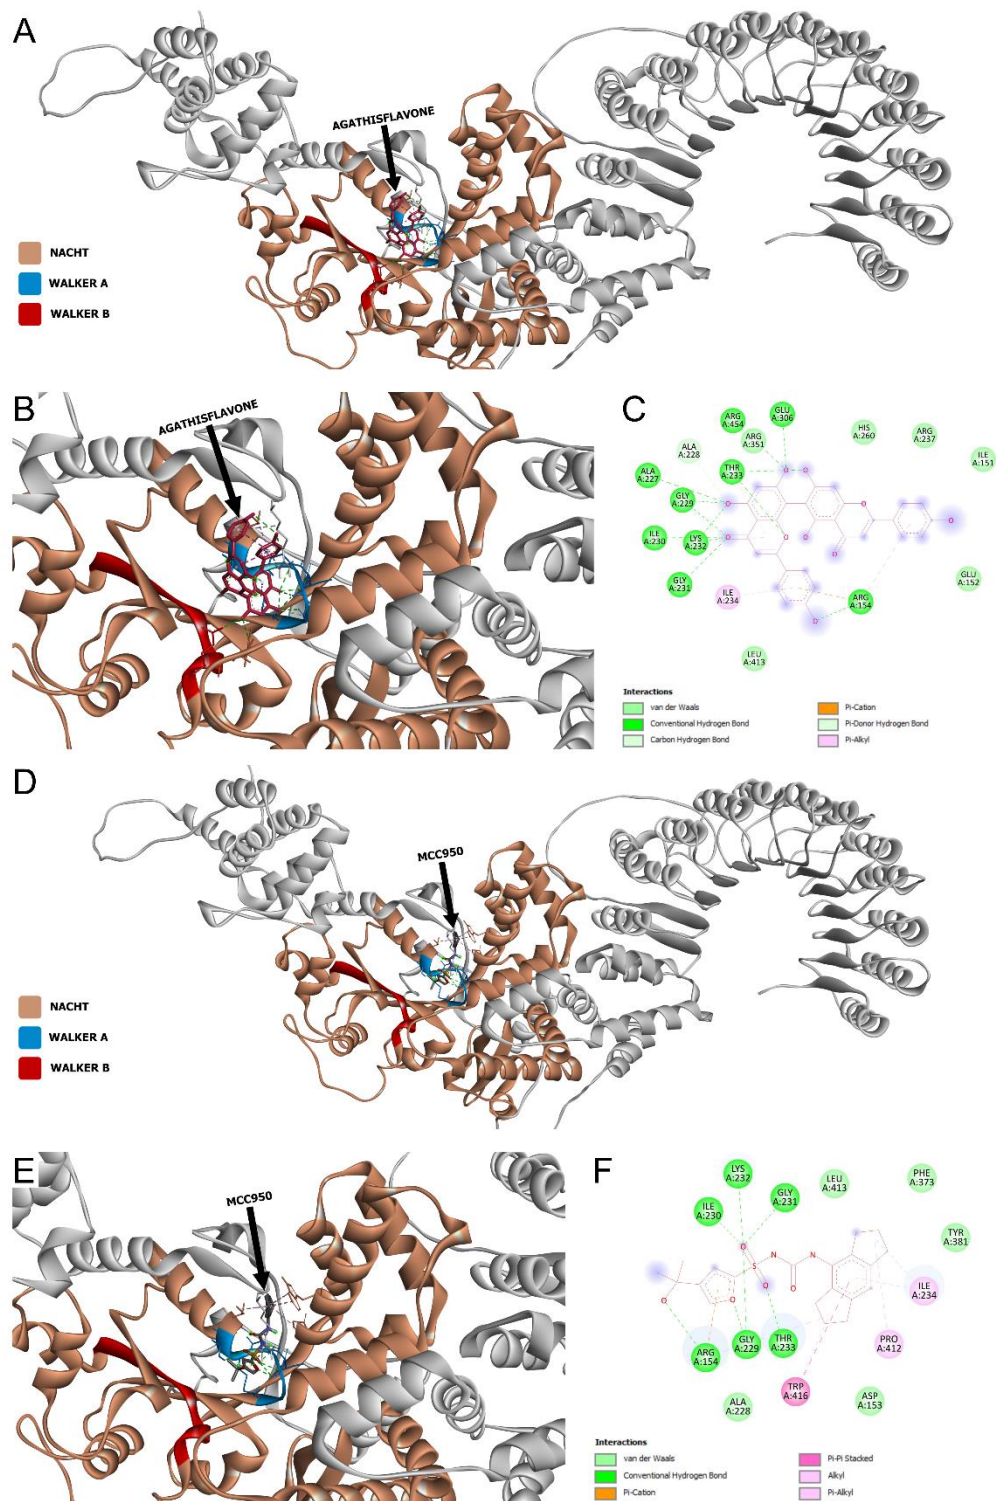 A
AGATHISFLAVONE
NACHT
WALKER A
WALKER B
B
AGATHISFLAVONE
C
ARG
A:454
GLU
A:306
ARG
A:351
HIS
A:260
ARG
A:237
ILE
A:151
ALA
A:228
THR
A:233
ALA
A:227
GLY
A:229
ILE
A:230
LYS
A:232
GLY
A:231
ILE
A:234
ARG
A:154
GLU
A:152
LEU
A:413
Interactions
van der Waals
Conventional Hydrogen Bond
Carbon Hydrogen Bond
Pi-Cation
Pi-Donor Hydrogen Bond
Pi-Alkyl
D
MCC950
NACHT
WALKER A
WALKER B
E
MCC950
F
LYS
A:232
GLY
A:231
LEU
A:413
PHE
A:373
ILE
A:230
TYR
A:381
ILE
A:234
ARG
A:154
GLY
A:229
THR
A:233
PRO
A:412
TRP
A:416
ALA
A:228
ASP
A:153
Interactions
van der Waals
Conventional Hydrogen Bond
Pi-Cation
Pi-Pi Stacked
Alkyl
Pi-Alkyl